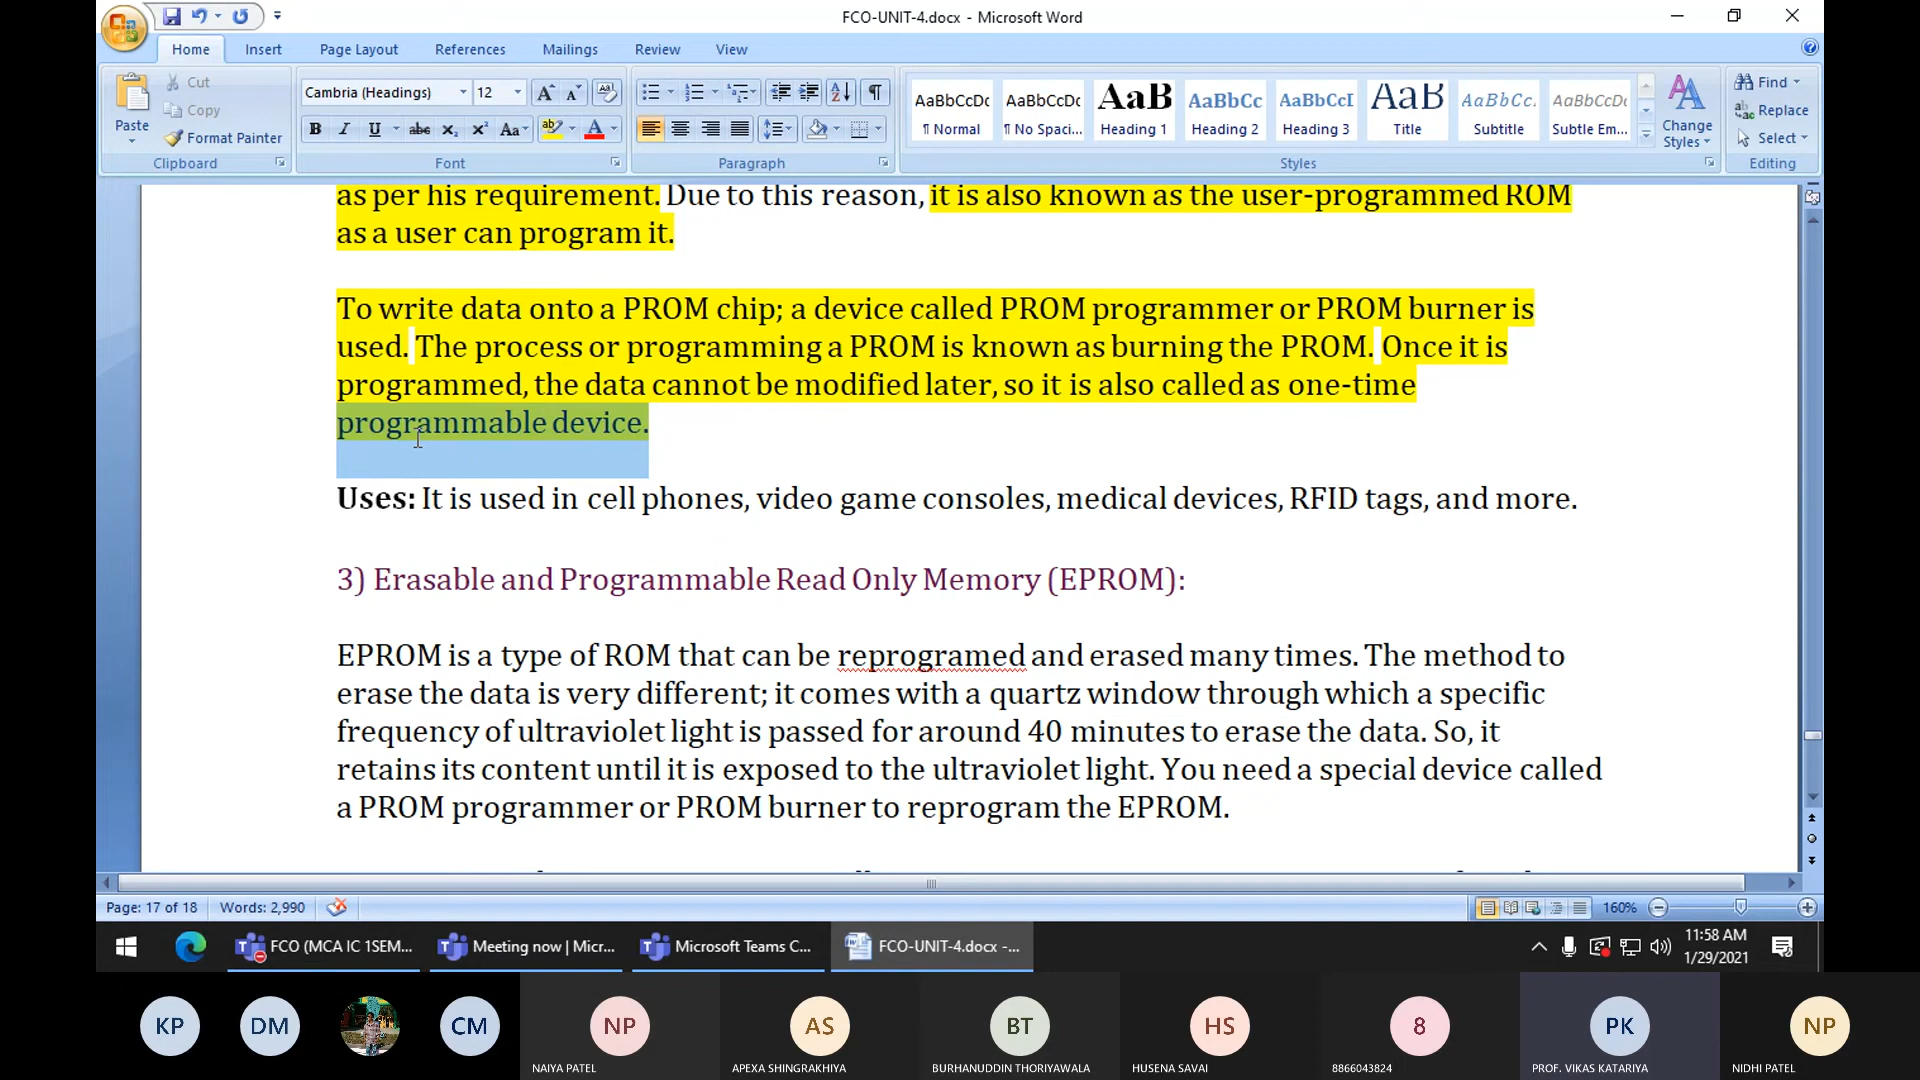 FCO-UNIT-4.docx - Microsoft Word
Home Insert Page Layout References Mailings Review View
Paste
Cut
Copy
Format Painter
Clipboard
Cambria (Headings) 12
Font
Paragraph
AaBbCcDc AaBbCcDc AaB AaBbCc AaBbCcI AaB AaBbCc. AaBbCcDc
¶ Normal ¶ No Spaci... Heading 1 Heading 2 Heading 3 Title Subtitle Subtle Em...
Styles
Change
Styles
Find
Replace
Select
Editing
as per his requirement. Due to this reason, it is also known as the user-programmed ROM
as a user can program it.
To write data onto a PROM chip; a device called PROM programmer or PROM burner is
used. The process or programming a PROM is known as burning the PROM. Once it is
programmed, the data cannot be modified later, so it is also called as one-time
programmable device.
Uses: It is used in cell phones, video game consoles, medical devices, RFID tags, and more.
3) Erasable and Programmable Read Only Memory (EPROM):
EPROM is a type of ROM that can be reprogramed and erased many times. The method to
erase the data is very different; it comes with a quartz window through which a specific
frequency of ultraviolet light is passed for around 40 minutes to erase the data. So, it
retains its content until it is exposed to the ultraviolet light. You need a special device called
a PROM programmer or PROM burner to reprogram the EPROM.
Page: 17 of 18 Words: 2,990 160%
FCO (MCA IC 1SEM... Meeting now | Micr... Microsoft Teams C... FCO-UNIT-4.docx -...
11:58 AM
1/29/2021
KP DM CM NP AS BT HS 8 PK NP
NAIYA PATEL APEXA SHINGRAKHIYA BURHANUDDIN THORIYAWALA HUSENA SAVAI 8866043824 PROF. VIKAS KATARIYA NIDHI PATEL